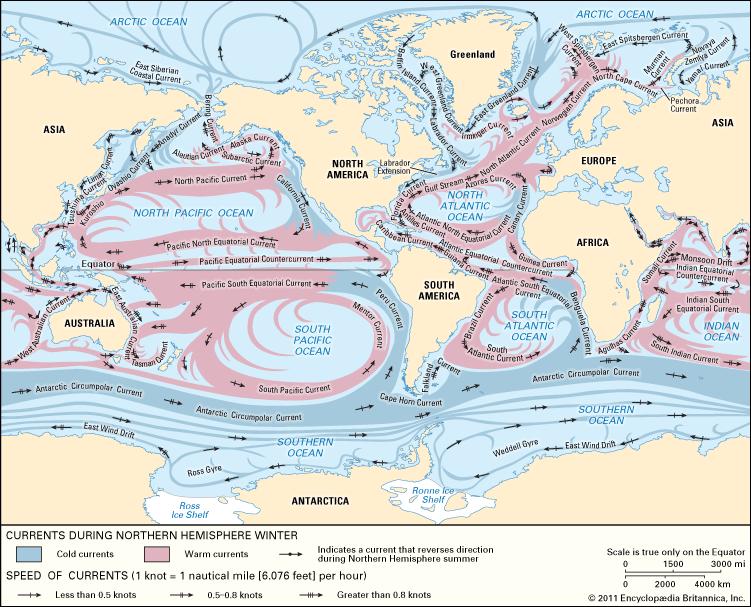 ARCTIC OCEAN
ARCTIC OCEAN
East Siberian
Coastal Current
Bering Current
Anadyr Current
Oyashio Current
Liman Current
Tsushima Current
Kuroshio
Alaska Current
Aleutian Current
Subarctic Current
North Pacific Current
California Current
NORTH PACIFIC OCEAN
Pacific North Equatorial Current
Equator
Pacific Equatorial Countercurrent
Pacific South Equatorial Current
ASIA
NORTH
AMERICA
Greenland
Baffin Island Current
West Greenland Current
East Greenland Current
Labrador Current
Labrador
Extension
Irminger Current
West Spitsbergen
Current
East Spitsbergen Current
North Cape Current
Norwegian Current
Murman
Current
Novaya
Zemlya Current
Yamal Current
Pechora
Current
ASIA
EUROPE
North Atlantic Current
Gulf Stream
Azores Current
Florida Current
NORTH
ATLANTIC
OCEAN
Canary Current
Antilles Current
Caribbean Current
Atlantic North Equatorial Current
Atlantic Equatorial
Countercurrent
Guiana Current
Guinea Current
Atlantic South Equatorial
Current
AFRICA
Somali Current
Monsoon Drift
Indian Equatorial
Countercurrent
Indian South
Equatorial Current
INDIAN
OCEAN
South Indian Current
Agulhas Current
Benguela Current
SOUTH
ATLANTIC
OCEAN
Brazil Current
South
Atlantic Current
SOUTH
AMERICA
Peru Current
Mentor Current
SOUTH
PACIFIC
OCEAN
South Pacific Current
AUSTRALIA
West Australian Current
East Australian
Current
Tasman Current
Falkland Current
Cape Horn Current
Antarctic Circumpolar Current
Antarctic Circumpolar Current
Antarctic Circumpolar Current
East Wind Drift
SOUTHERN
OCEAN
SOUTHERN
OCEAN
Weddell Gyre
East Wind Drift
Ross Gyre
Ross
Ice Shelf
ANTARCTICA
Ronne Ice
Shelf
CURRENTS DURING NORTHERN HEMISPHERE WINTER
Cold currents
Warm currents
Indicates a current that reverses direction
during Northern Hemisphere summer
SPEED OF CURRENTS (1 knot = 1 nautical mile [6,076 feet] per hour)
Less than 0.5 knots
0.5–0.8 knots
Greater than 0.8 knots
Scale is true only on the Equator
0 1500 3000 mi
0 2000 4000 km
© 2011 Encyclopædia Britannica, Inc.